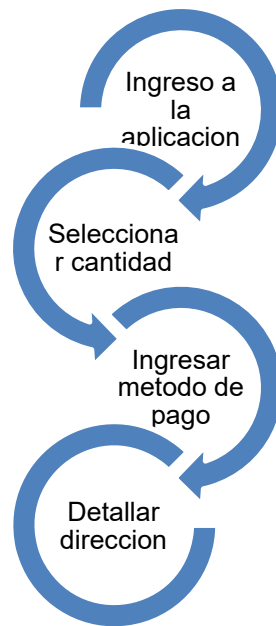 Ingreso a
la
aplicacion
Selecciona
r cantidad
Ingresar
metodo de
pago
Detallar
direccion